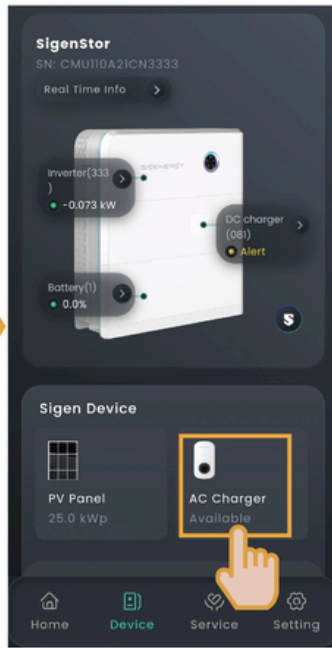 SigenStor
SN: CMU110A21CN3333
Real Time Info
SIGENERGY
Inverter(333
)
-0.073 kW
DC charger
(081)
Alert
Battery(1)
0.0%
S
Sigen Device
PV Panel
25.0 kWp
AC Charger
Available
Home
Device
Service
Setting